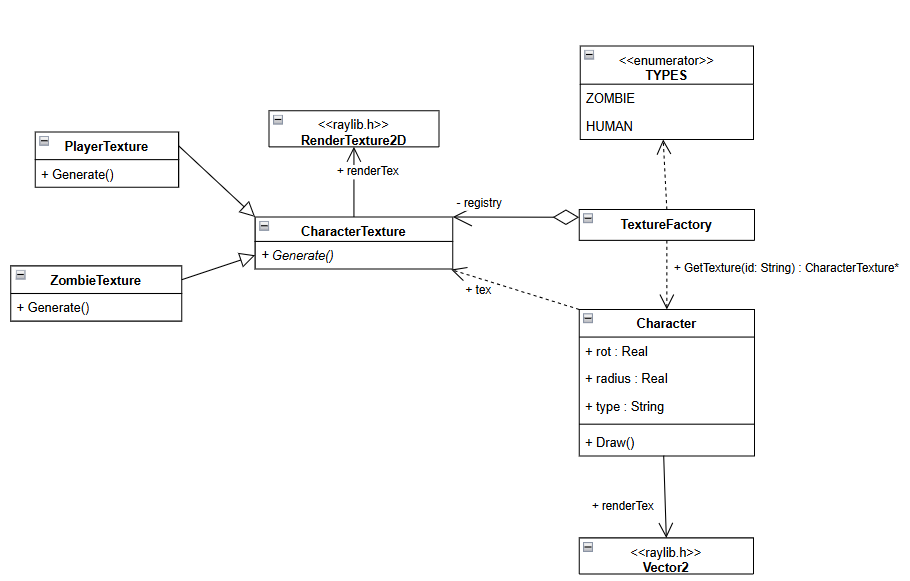 <<enumerator>>
TYPES
ZOMBIE
HUMAN
<<raylib.h>>
RenderTexture2D
+ renderTex
PlayerTexture
+ Generate()
- registry
CharacterTexture
+ Generate()
TextureFactory
ZombieTexture
+ Generate()
+ GetTexture(id: String) : CharacterTexture*
+ tex
Character
+ rot : Real
+ radius : Real
+ type : String
+ Draw()
+ renderTex
<<raylib.h>>
Vector2